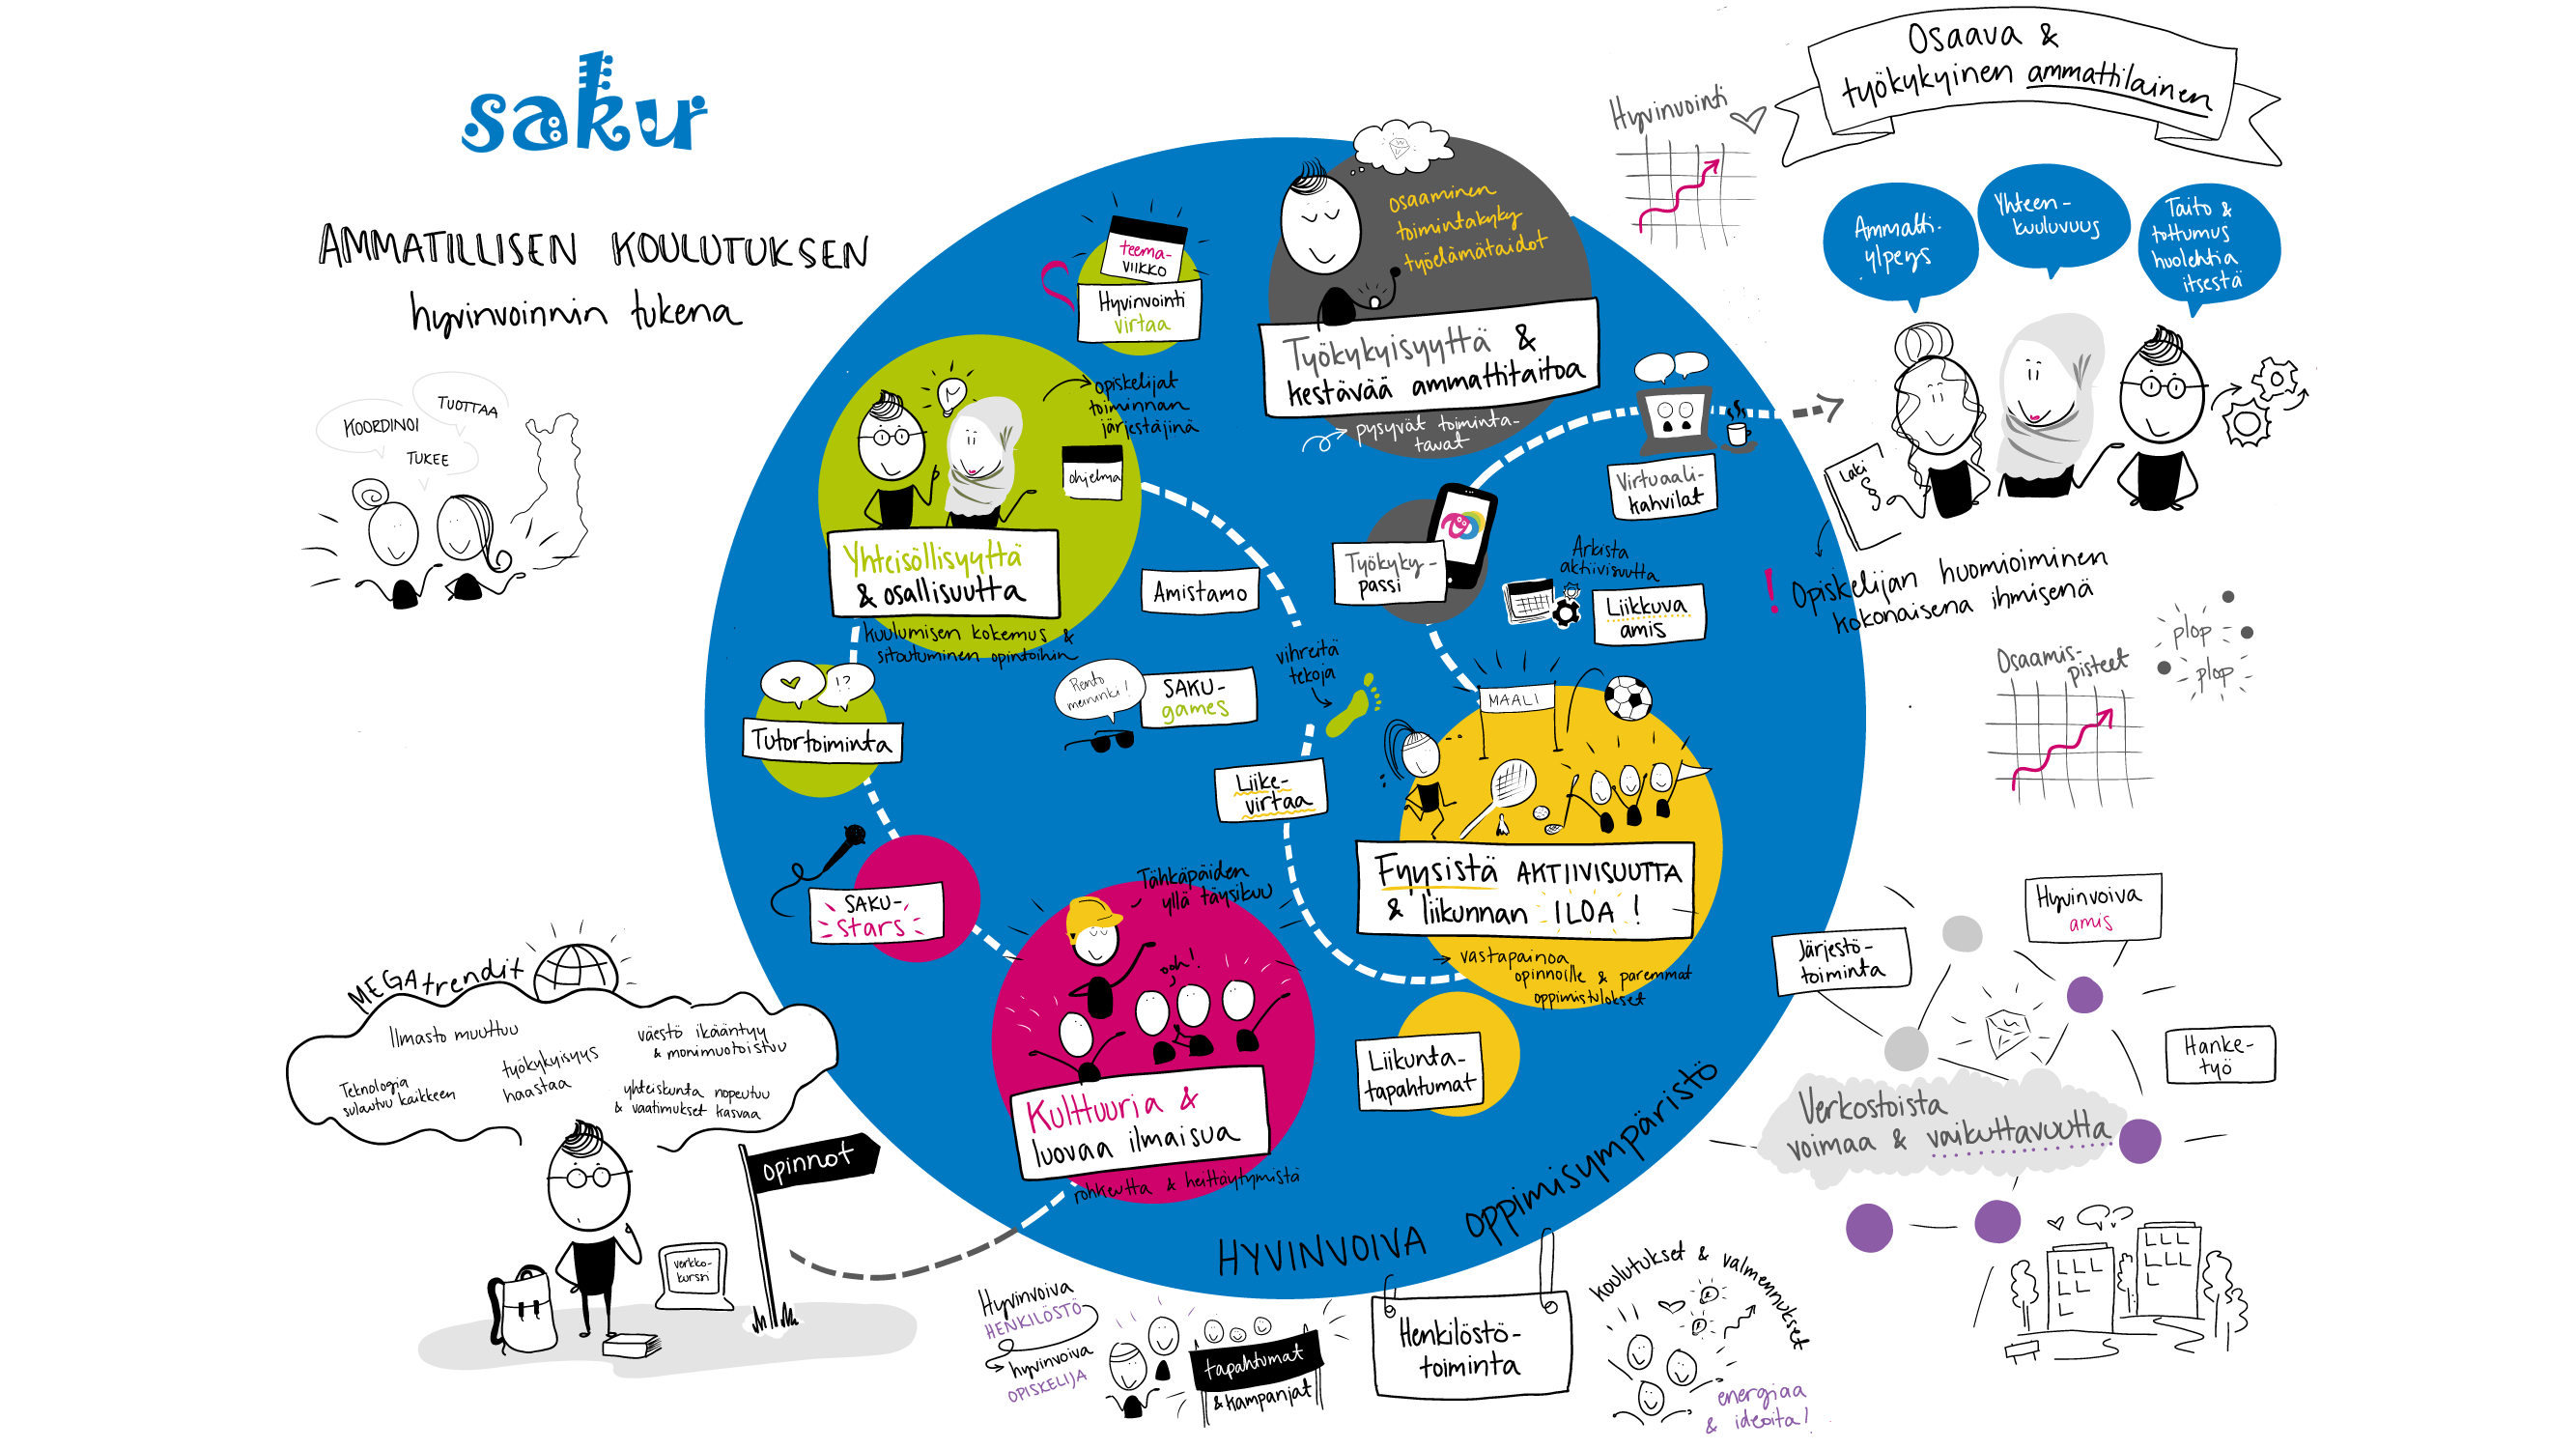 saku
AMMATILLISEN KOULUTUKSEN
hyvinvoinnin tukena
KOORDINOI
TUOTTAA
TUKEE
MEGAtrendit
Ilmasto muuttuu
väestö ikääntyy
& monimuotoistuu
työkykyisyys
haastaa
Teknologia
sulautuu kaikkeen
yhteiskunta nopeutuu
& vaatimukset kasvaa
opinnot
verkko-
kurssi
teema-
VIIKKO
Hyvinvointi
virtaa
opiskelijat
toiminnan
järjestäjinä
ohjelma
Yhteisöllisyyttä
& osallisuutta
kuulumisen kokemus &
sitoutuminen opintoihin
!?
Tutortoiminta
SAKU-
stars
Tähkäpäiden
yllä täysikuu
ooh!
Kulttuuria &
luovaa ilmaisua
rohkeutta & heittäytymistä
Amistamo
Rento
meininki!
SAKU-
games
vihreitä
tekoja
Liike-
virtaa
osaaminen
toimintakyky
työelämätaidot
Työkykyisyyttä &
kestävää ammattitaitoa
pysyvät toiminta-
tavat
Virtuaali-
kahvilat
Työkyky-
passi
Arkista
aktiivisuutta
Liikkuva
amis
MAALI
Fyysistä AKTIIVISUUTTA
& liikunnan ILOA!
vastapainoa
opinnoille & paremmat
oppimistulokset
Liikunta-
tapahtumat
HYVINVOIVA oppimisympäristö
Hyvinvoiva
HENKILÖSTÖ
hyvinvoiva
OPISKELIJA
tapahtumat
& kampanjat
Henkilöstö-
toiminta
koulutukset & valmennukset
energiaa
& ideoita!
Hyvinvointi
Osaava &
työkykyinen ammattilainen
Ammatti-
ylpeys
Yhteen-
kuuluvuus
Taito &
tottumus
huolehtia
itsestä
Laki
§
! Opiskelijan huomioiminen
kokonaisena ihmisenä
Osaamis-
pisteet
plop
plop
Järjestö-
toiminta
Hyvinvoiva
amis
Hanke-
työ
Verkostoista
voimaa & vaikuttavuutta
??